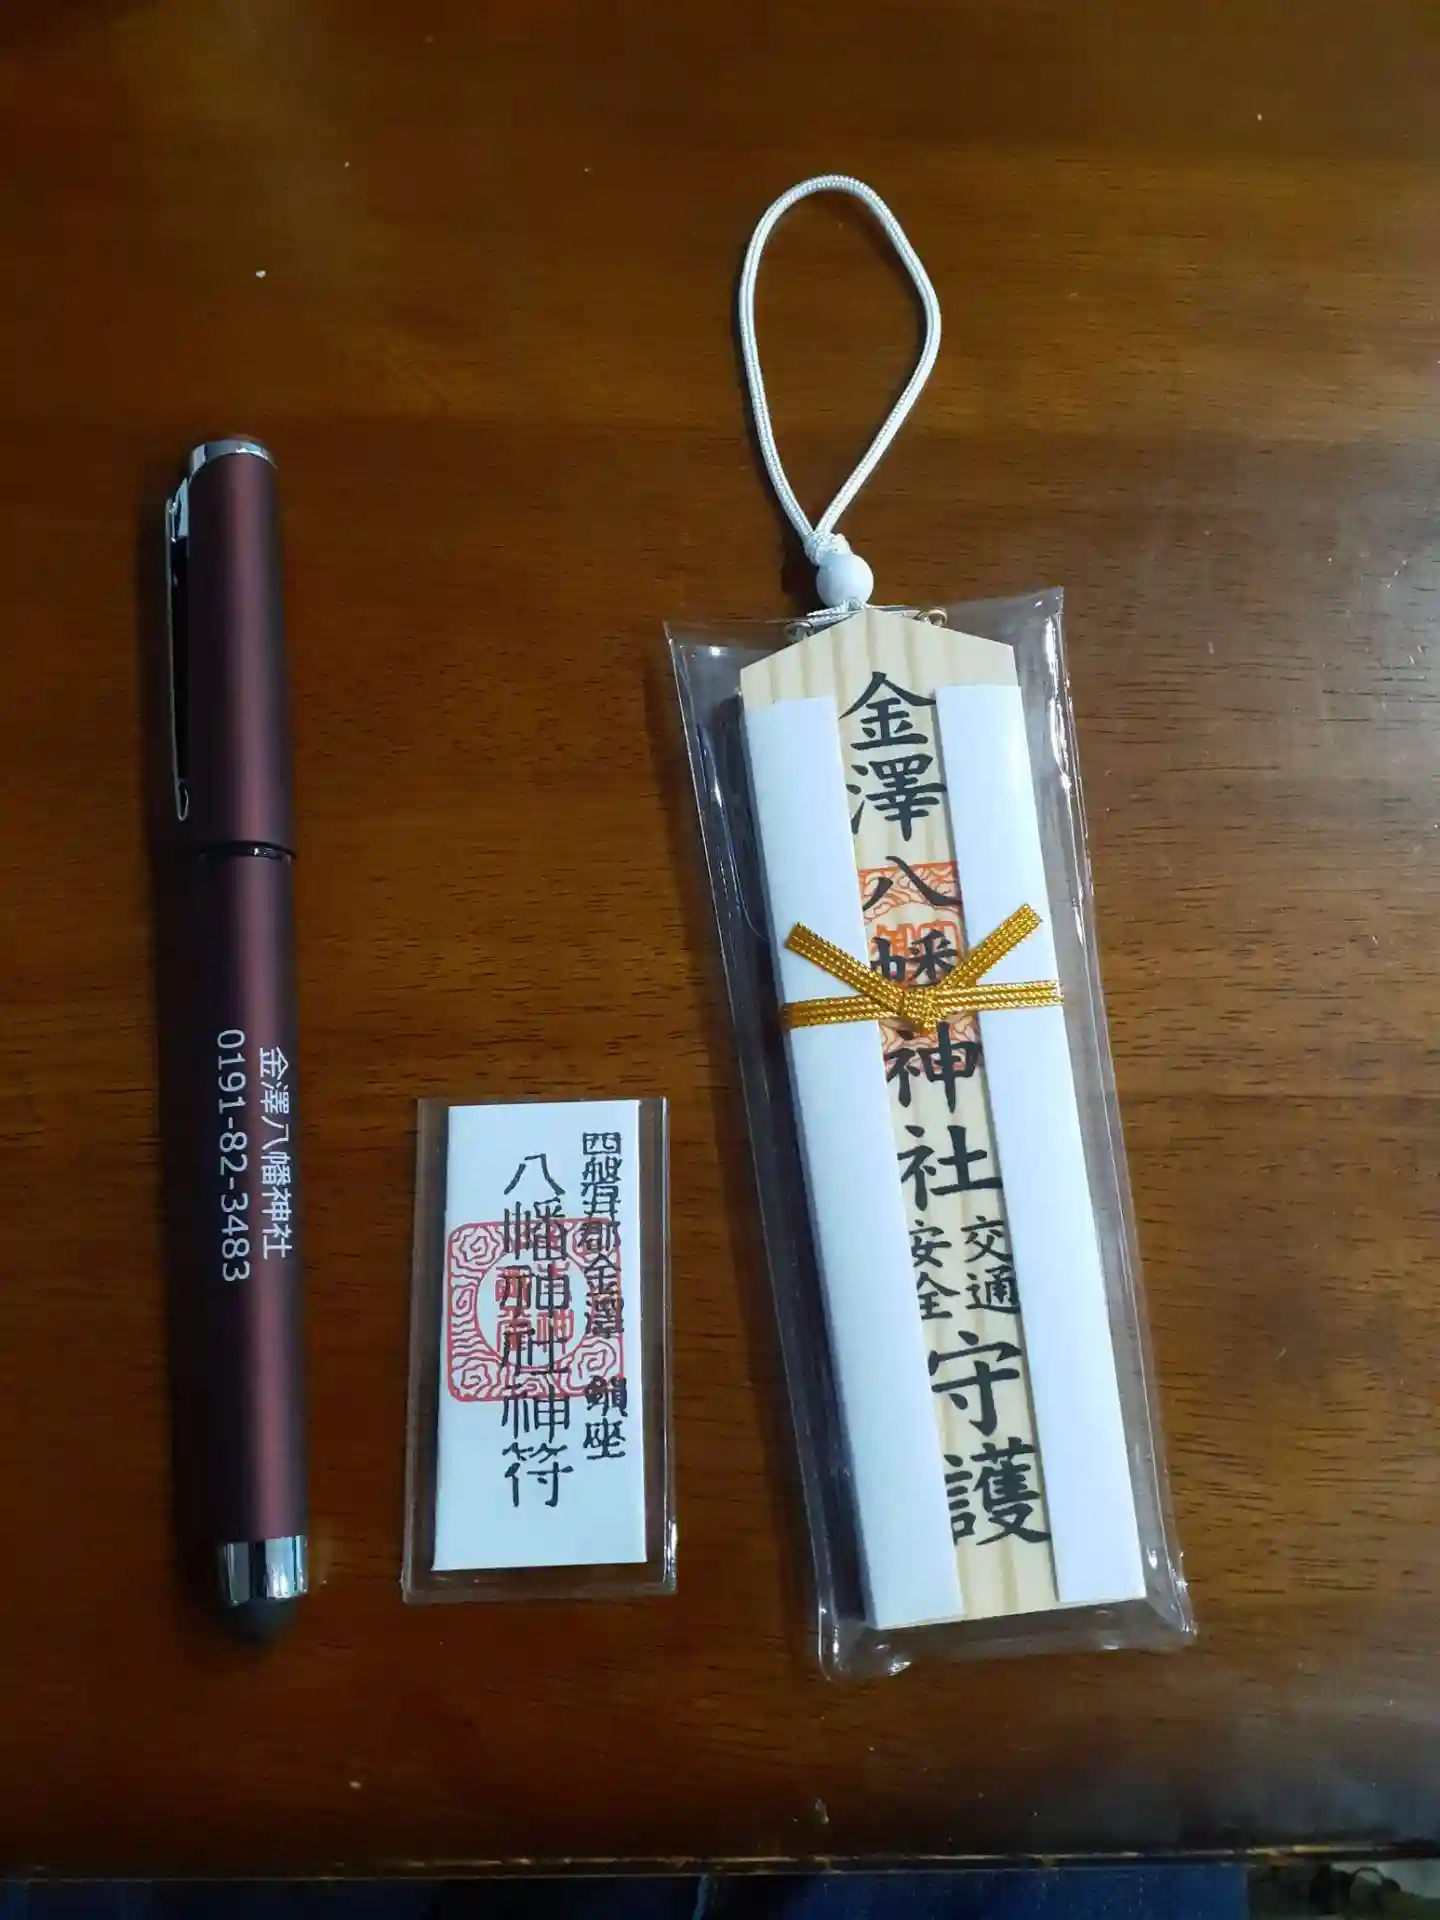 金澤八幡神社
0191-82-3483
西磐井郡金澤 鎮座
八幡神社神符
金澤八幡神社
交通
安全
守護